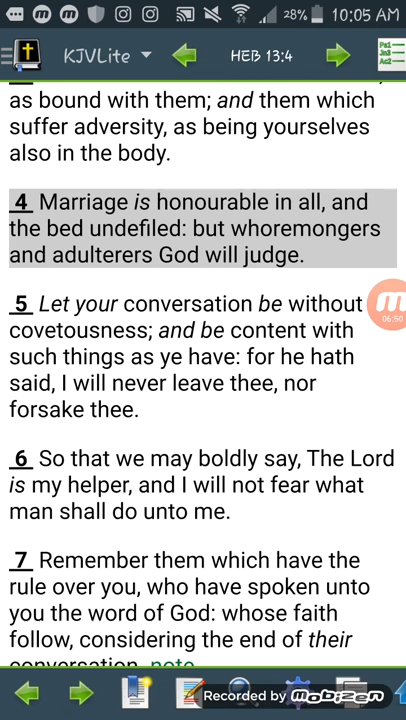 28% 10:05 AM
KJVLite HEB 13:4 Ps1
Jn3
Ac2
as bound with them; and them which
suffer adversity, as being yourselves
also in the body.
4 Marriage is honourable in all, and
the bed undefiled: but whoremongers
and adulterers God will judge.
5 Let your conversation be without
covetousness; and be content with
such things as ye have: for he hath
said, I will never leave thee, nor
forsake thee.
06:50
6 So that we may boldly say, The Lord
is my helper, and I will not fear what
man shall do unto me.
7 Remember them which have the
rule over you, who have spoken unto
you the word of God: whose faith
follow, considering the end of their
conversation. note
Recorded by mobizen